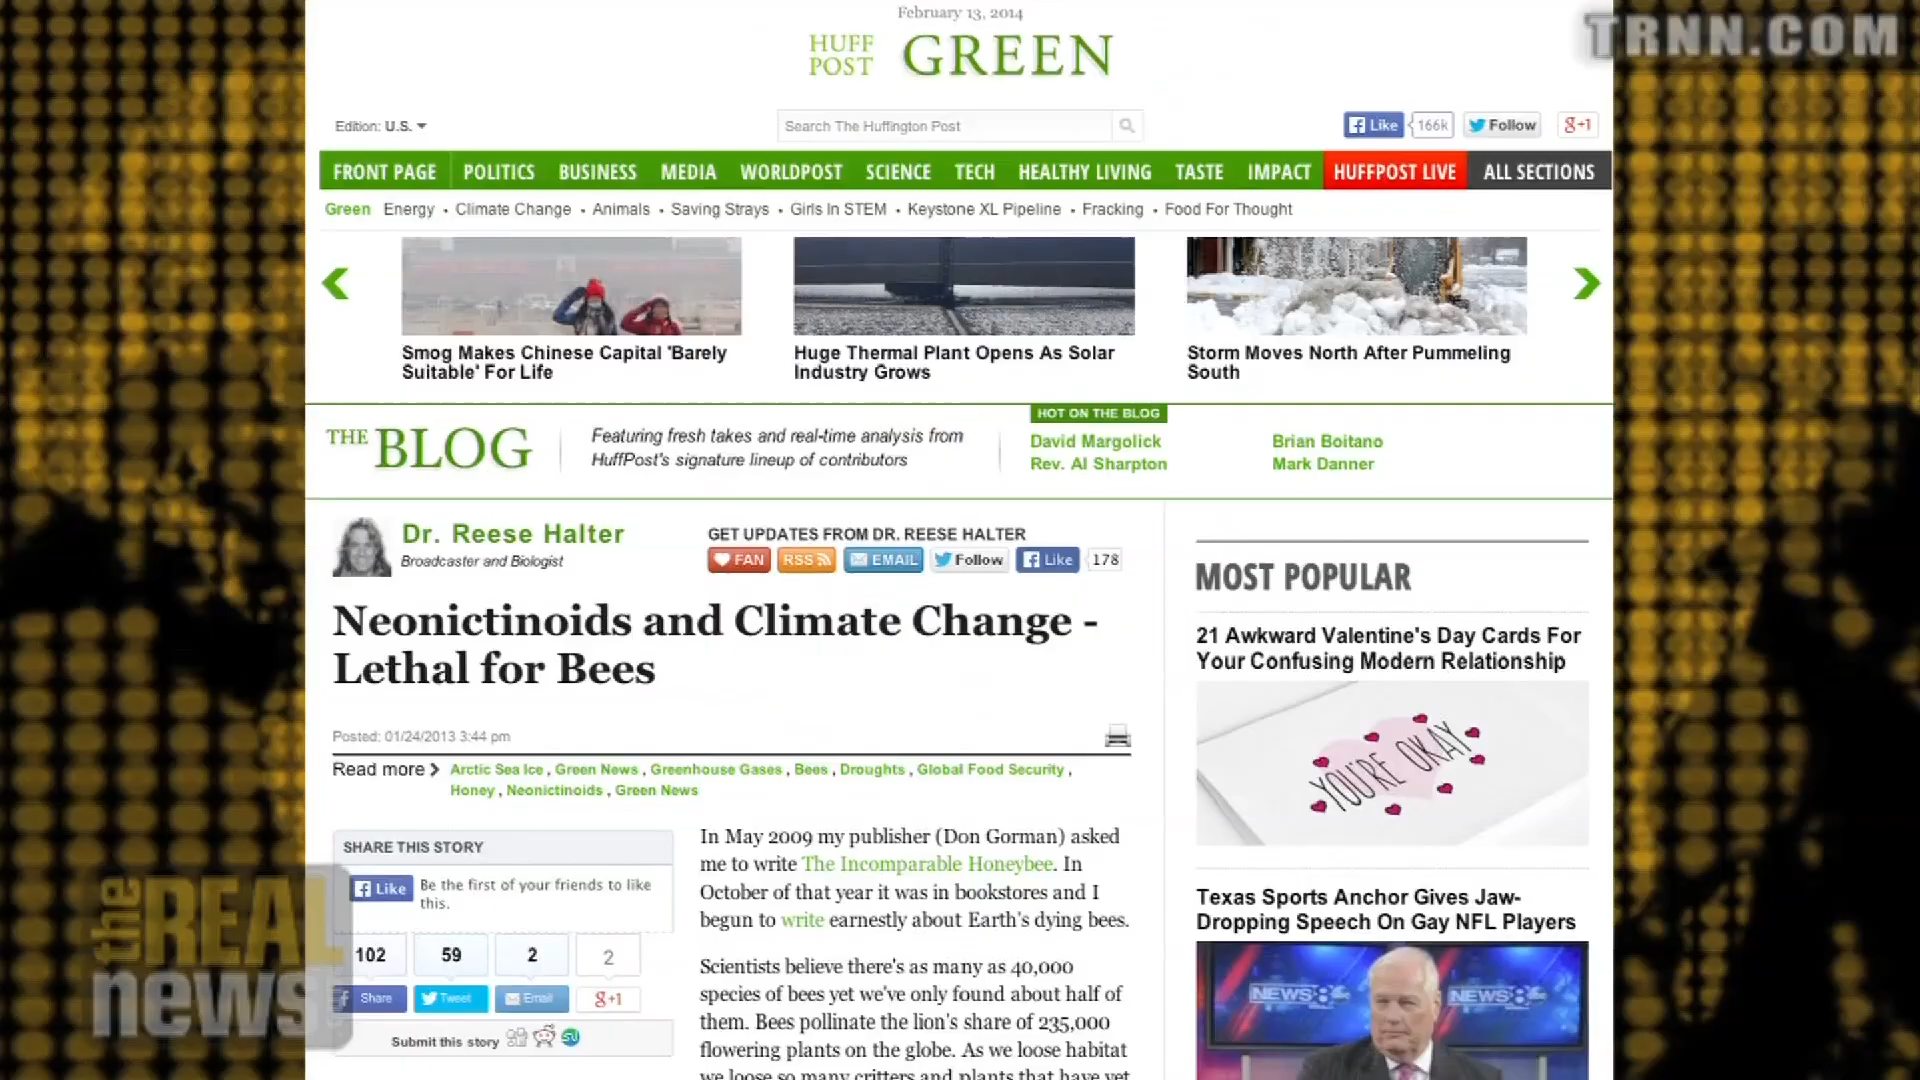 February 13, 2014
TRNN.COM
HUFF
POST
GREEN
Edition: U.S.
Search The Huffington Post
Like
166k
Follow
+1
FRONT PAGE
POLITICS
BUSINESS
MEDIA
WORLDPOST
SCIENCE
TECH
HEALTHY LIVING
TASTE
IMPACT
HUFFPOST LIVE
ALL SECTIONS
Green Energy • Climate Change • Animals • Saving Strays • Girls In STEM • Keystone XL Pipeline • Fracking • Food For Thought
Smog Makes Chinese Capital 'Barely
Suitable' For Life
Huge Thermal Plant Opens As Solar
Industry Grows
Storm Moves North After Pummeling
South
THE BLOG
Featuring fresh takes and real-time analysis from
HuffPost's signature lineup of contributors
HOT ON THE BLOG
David Margolick
Rev. Al Sharpton
Brian Boitano
Mark Danner
Dr. Reese Halter
Broadcaster and Biologist
GET UPDATES FROM DR. REESE HALTER
FAN
RSS
EMAIL
Follow
Like
178
Neonictinoids and Climate Change -
Lethal for Bees
Posted: 01/24/2013 3:44 pm
Read more
Arctic Sea Ice , Green News , Greenhouse Gases , Bees , Droughts , Global Food Security ,
Honey , Neonictinoids , Green News
SHARE THIS STORY
Like
Be the first of your friends to like
this.
102
59
2
2
Share
Tweet
Email
+1
Submit this story
In May 2009 my publisher (Don Gorman) asked
me to write The Incomparable Honeybee. In
October of that year it was in bookstores and I
begun to write earnestly about Earth's dying bees.
Scientists believe there's as many as 40,000
species of bees yet we've only found about half of
them. Bees pollinate the lion's share of 235,000
flowering plants on the globe. As we loose habitat
we loose so many critters and plants that have yet
MOST POPULAR
21 Awkward Valentine's Day Cards For
Your Confusing Modern Relationship
YOU'RE OKAY
Texas Sports Anchor Gives Jaw-
Dropping Speech On Gay NFL Players
NEWS 8
NEWS 8
the REAL
news